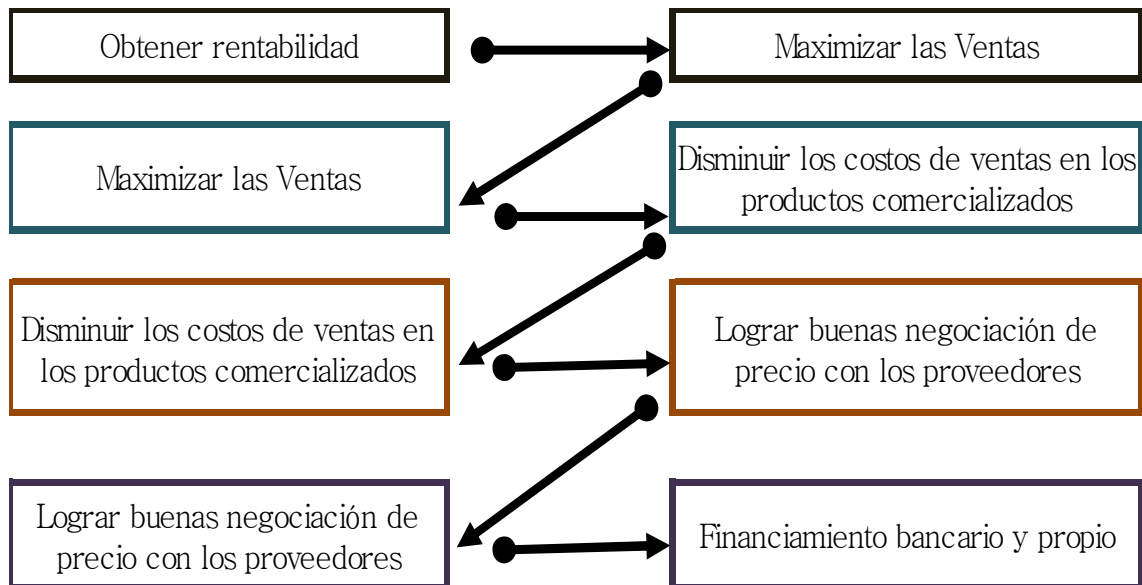 Obtener rentabilidad
Maximizar las Ventas
Maximizar las Ventas
Disminuir los costos de ventas en los
productos comercializados
Disminuir los costos de ventas en
los productos comercializados
Lograr buenas negociación de
precio con los proveedores
Lograr buenas negociación de
precio con los proveedores
Financiamiento bancario y propio